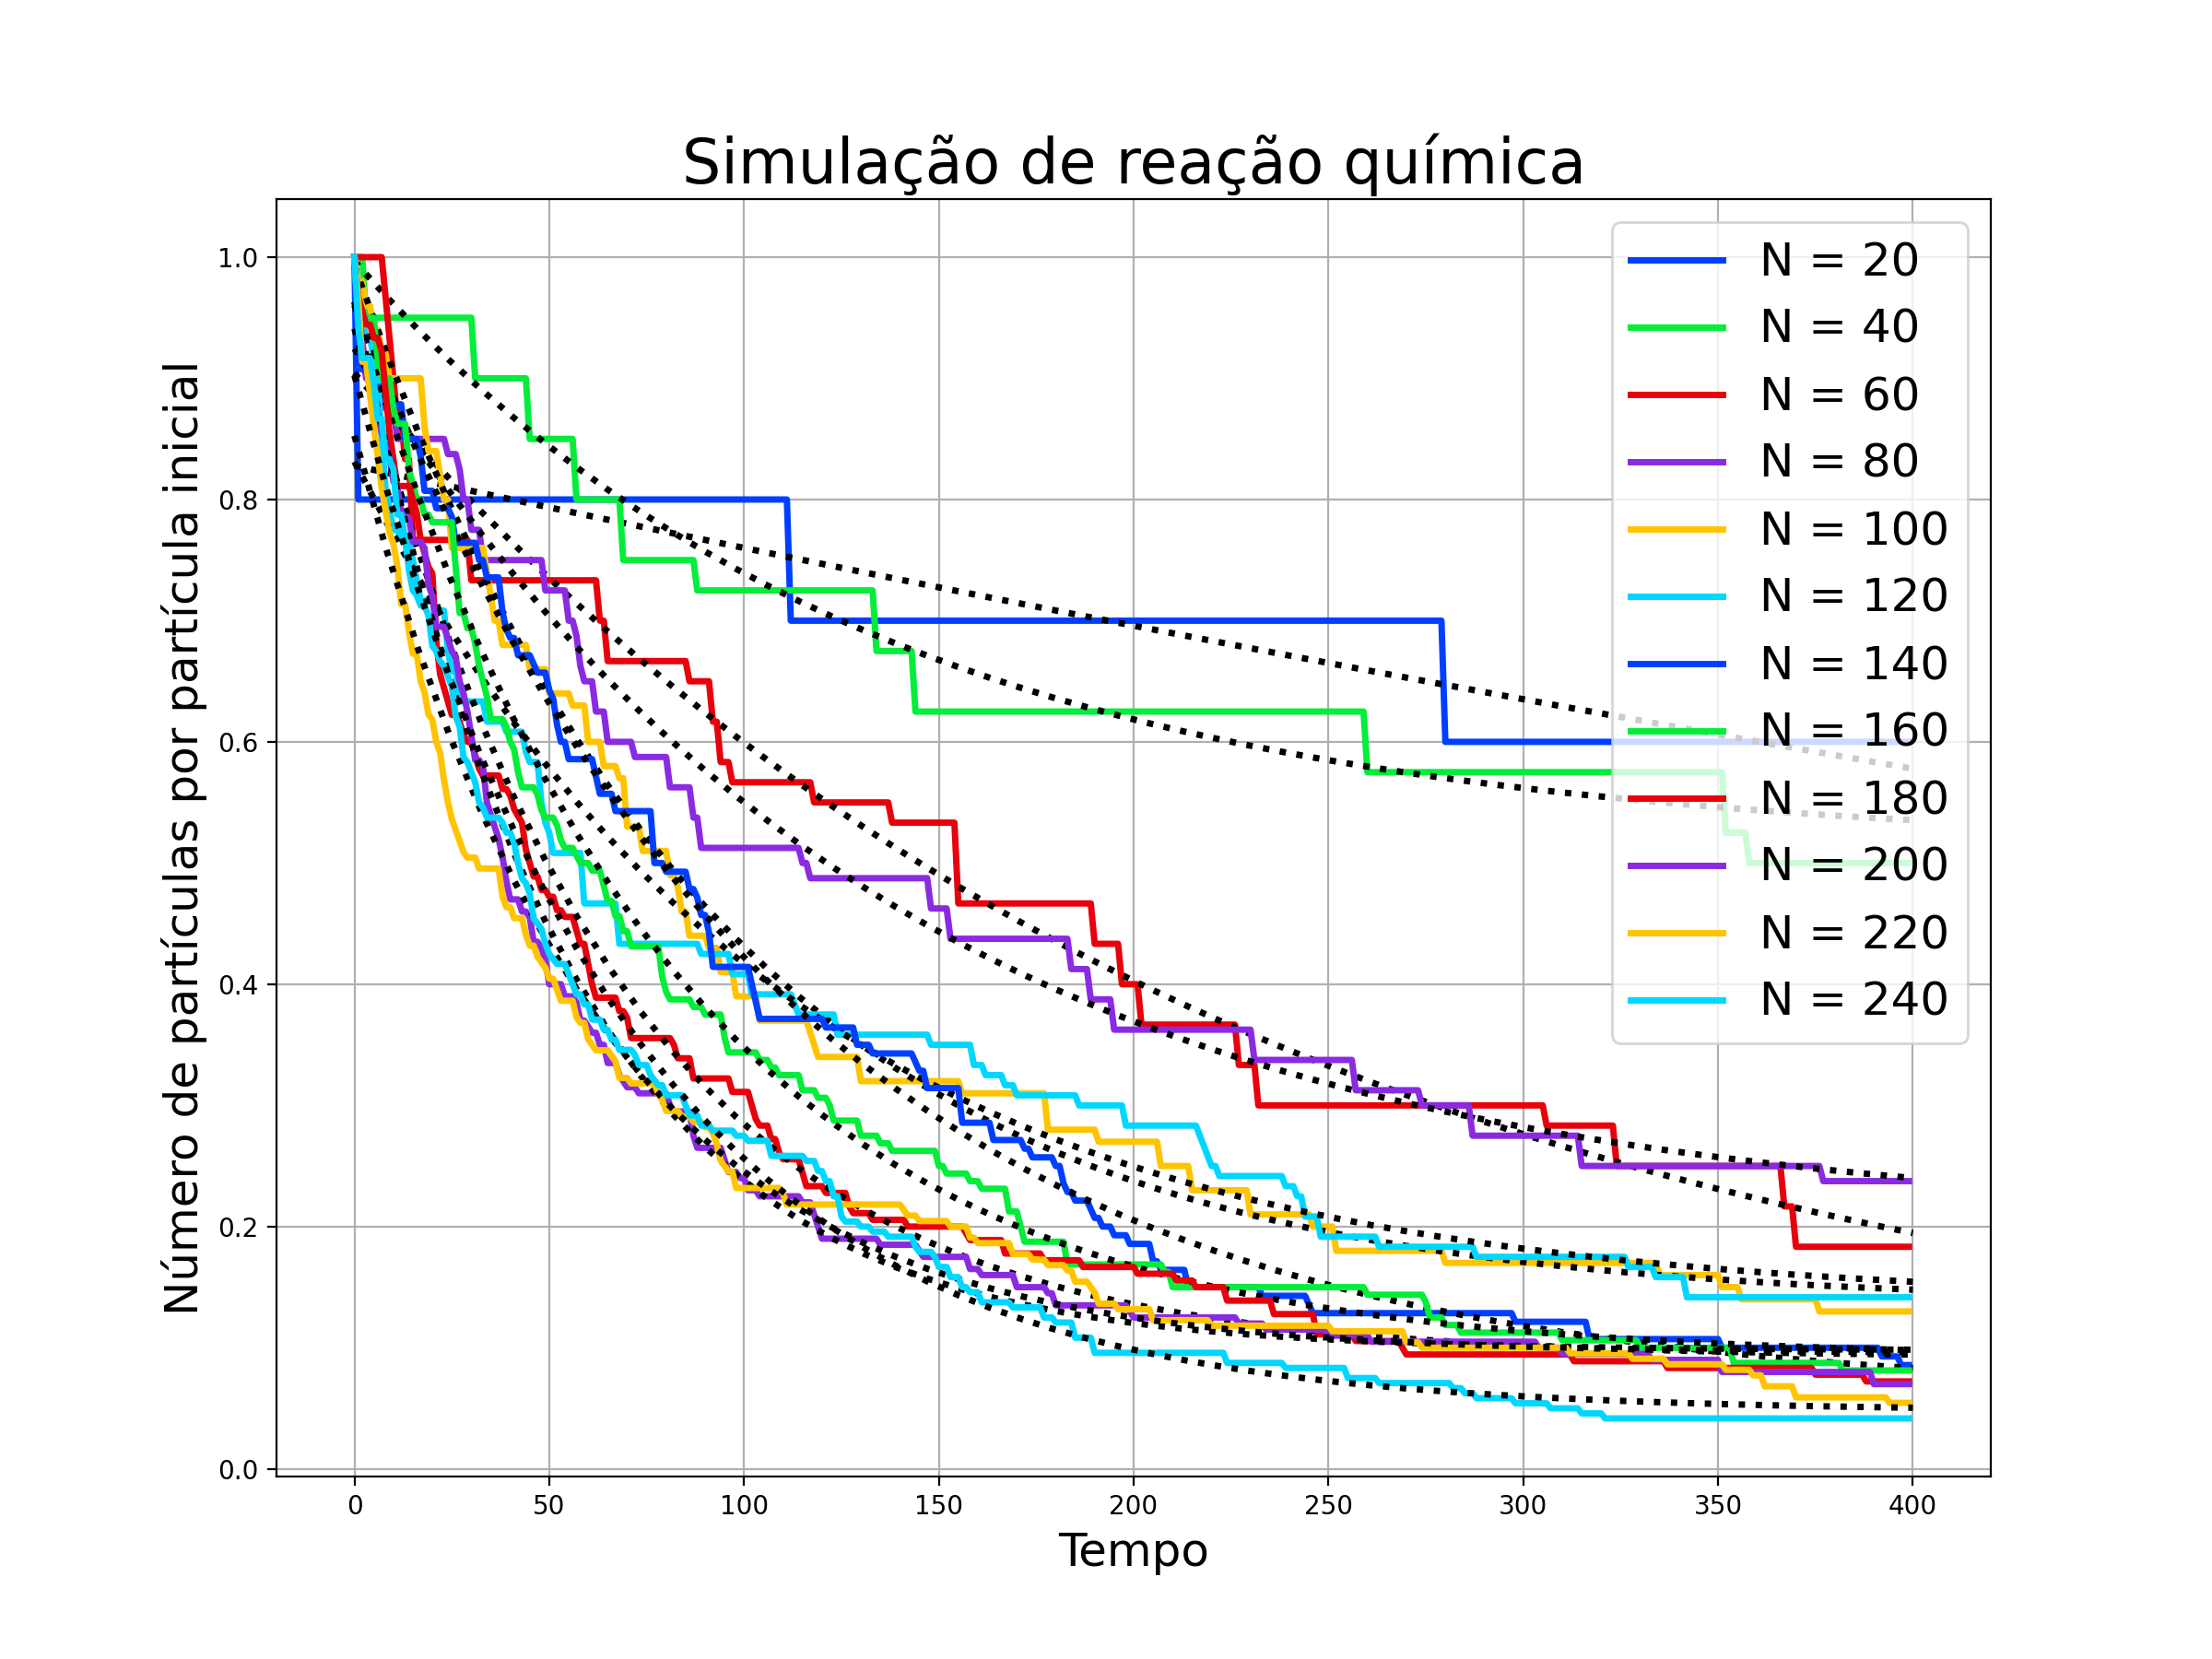 Simulação de reação química
Número de partículas por partícula inicial
1.0
0.8
0.6
0.4
0.2
0.0
0 50 100 150 200 250 300 350 400
Tempo
N = 20
N = 40
N = 60
N = 80
N = 100
N = 120
N = 140
N = 160
N = 180
N = 200
N = 220
N = 240